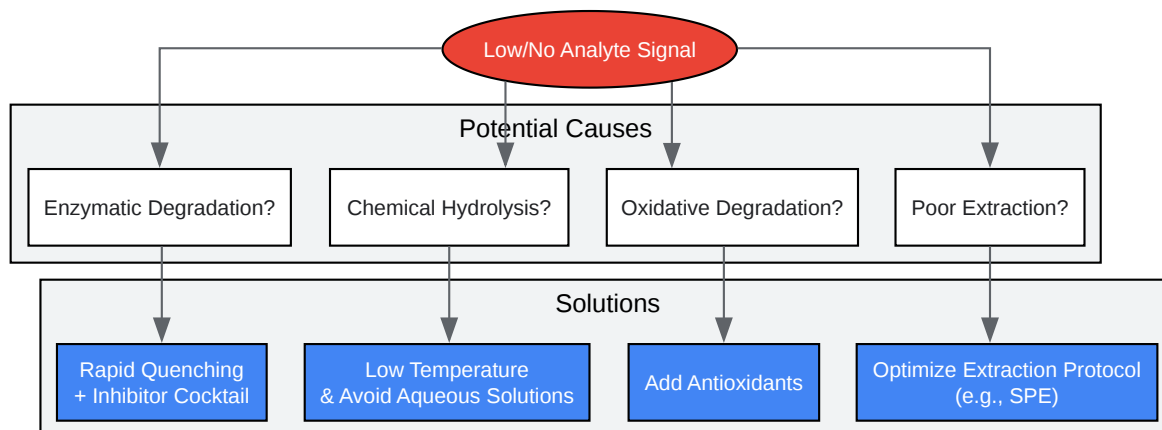 Low/No Analyte Signal
Potential Causes
Enzymatic Degradation?
Chemical Hydrolysis?
Oxidative Degradation?
Poor Extraction?
Solutions
Rapid Quenching
+ Inhibitor Cocktail
Low Temperature
& Avoid Aqueous Solutions
Add Antioxidants
Optimize Extraction Protocol
(e.g., SPE)